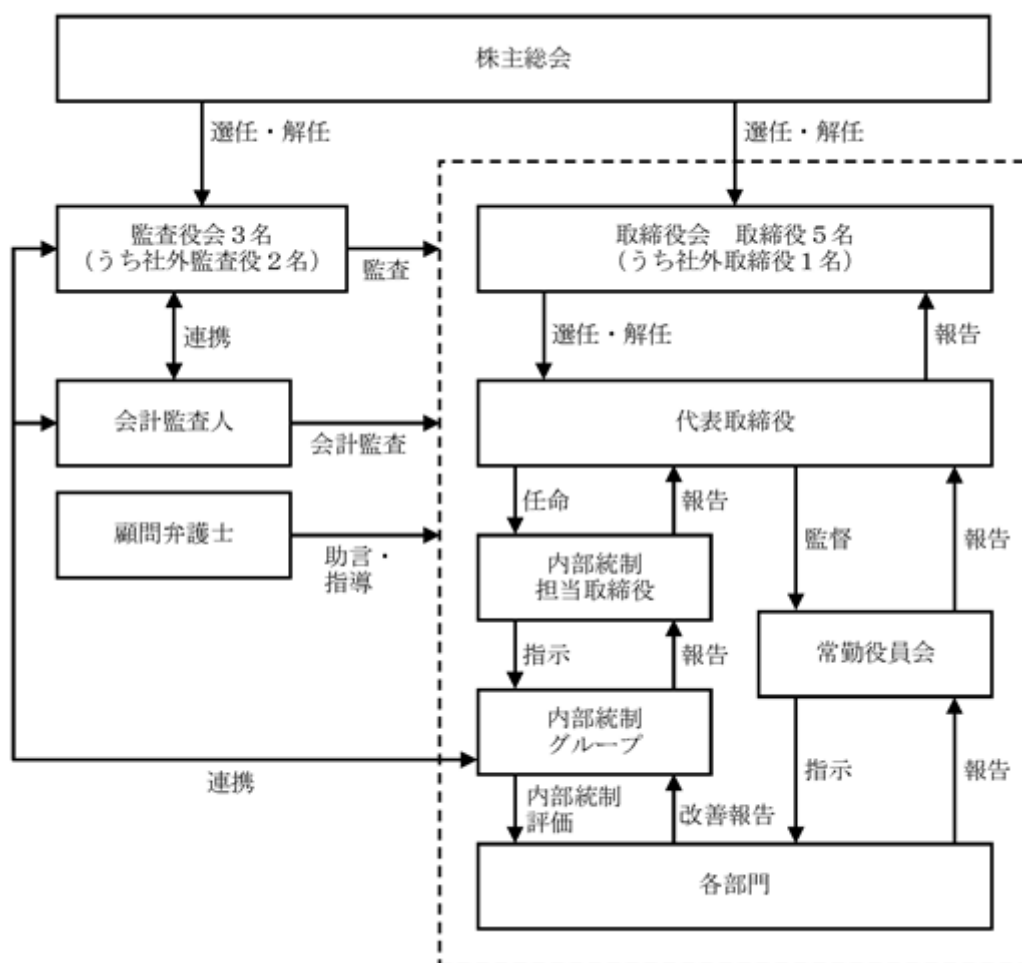 株主総会
選任・解任
選任・解任
監査役会3名
(うち社外監査役2名)
監査
取締役会　取締役5名
(うち社外取締役1名)
連携
選任・解任
報告
会計監査人
会計監査
代表取締役
顧問弁護士
助言・
指導
任命
報告
監督
報告
内部統制
担当取締役
常勤役員会
指示
報告
内部統制
グループ
連携
指示
報告
内部統制
評価
改善報告
各部門